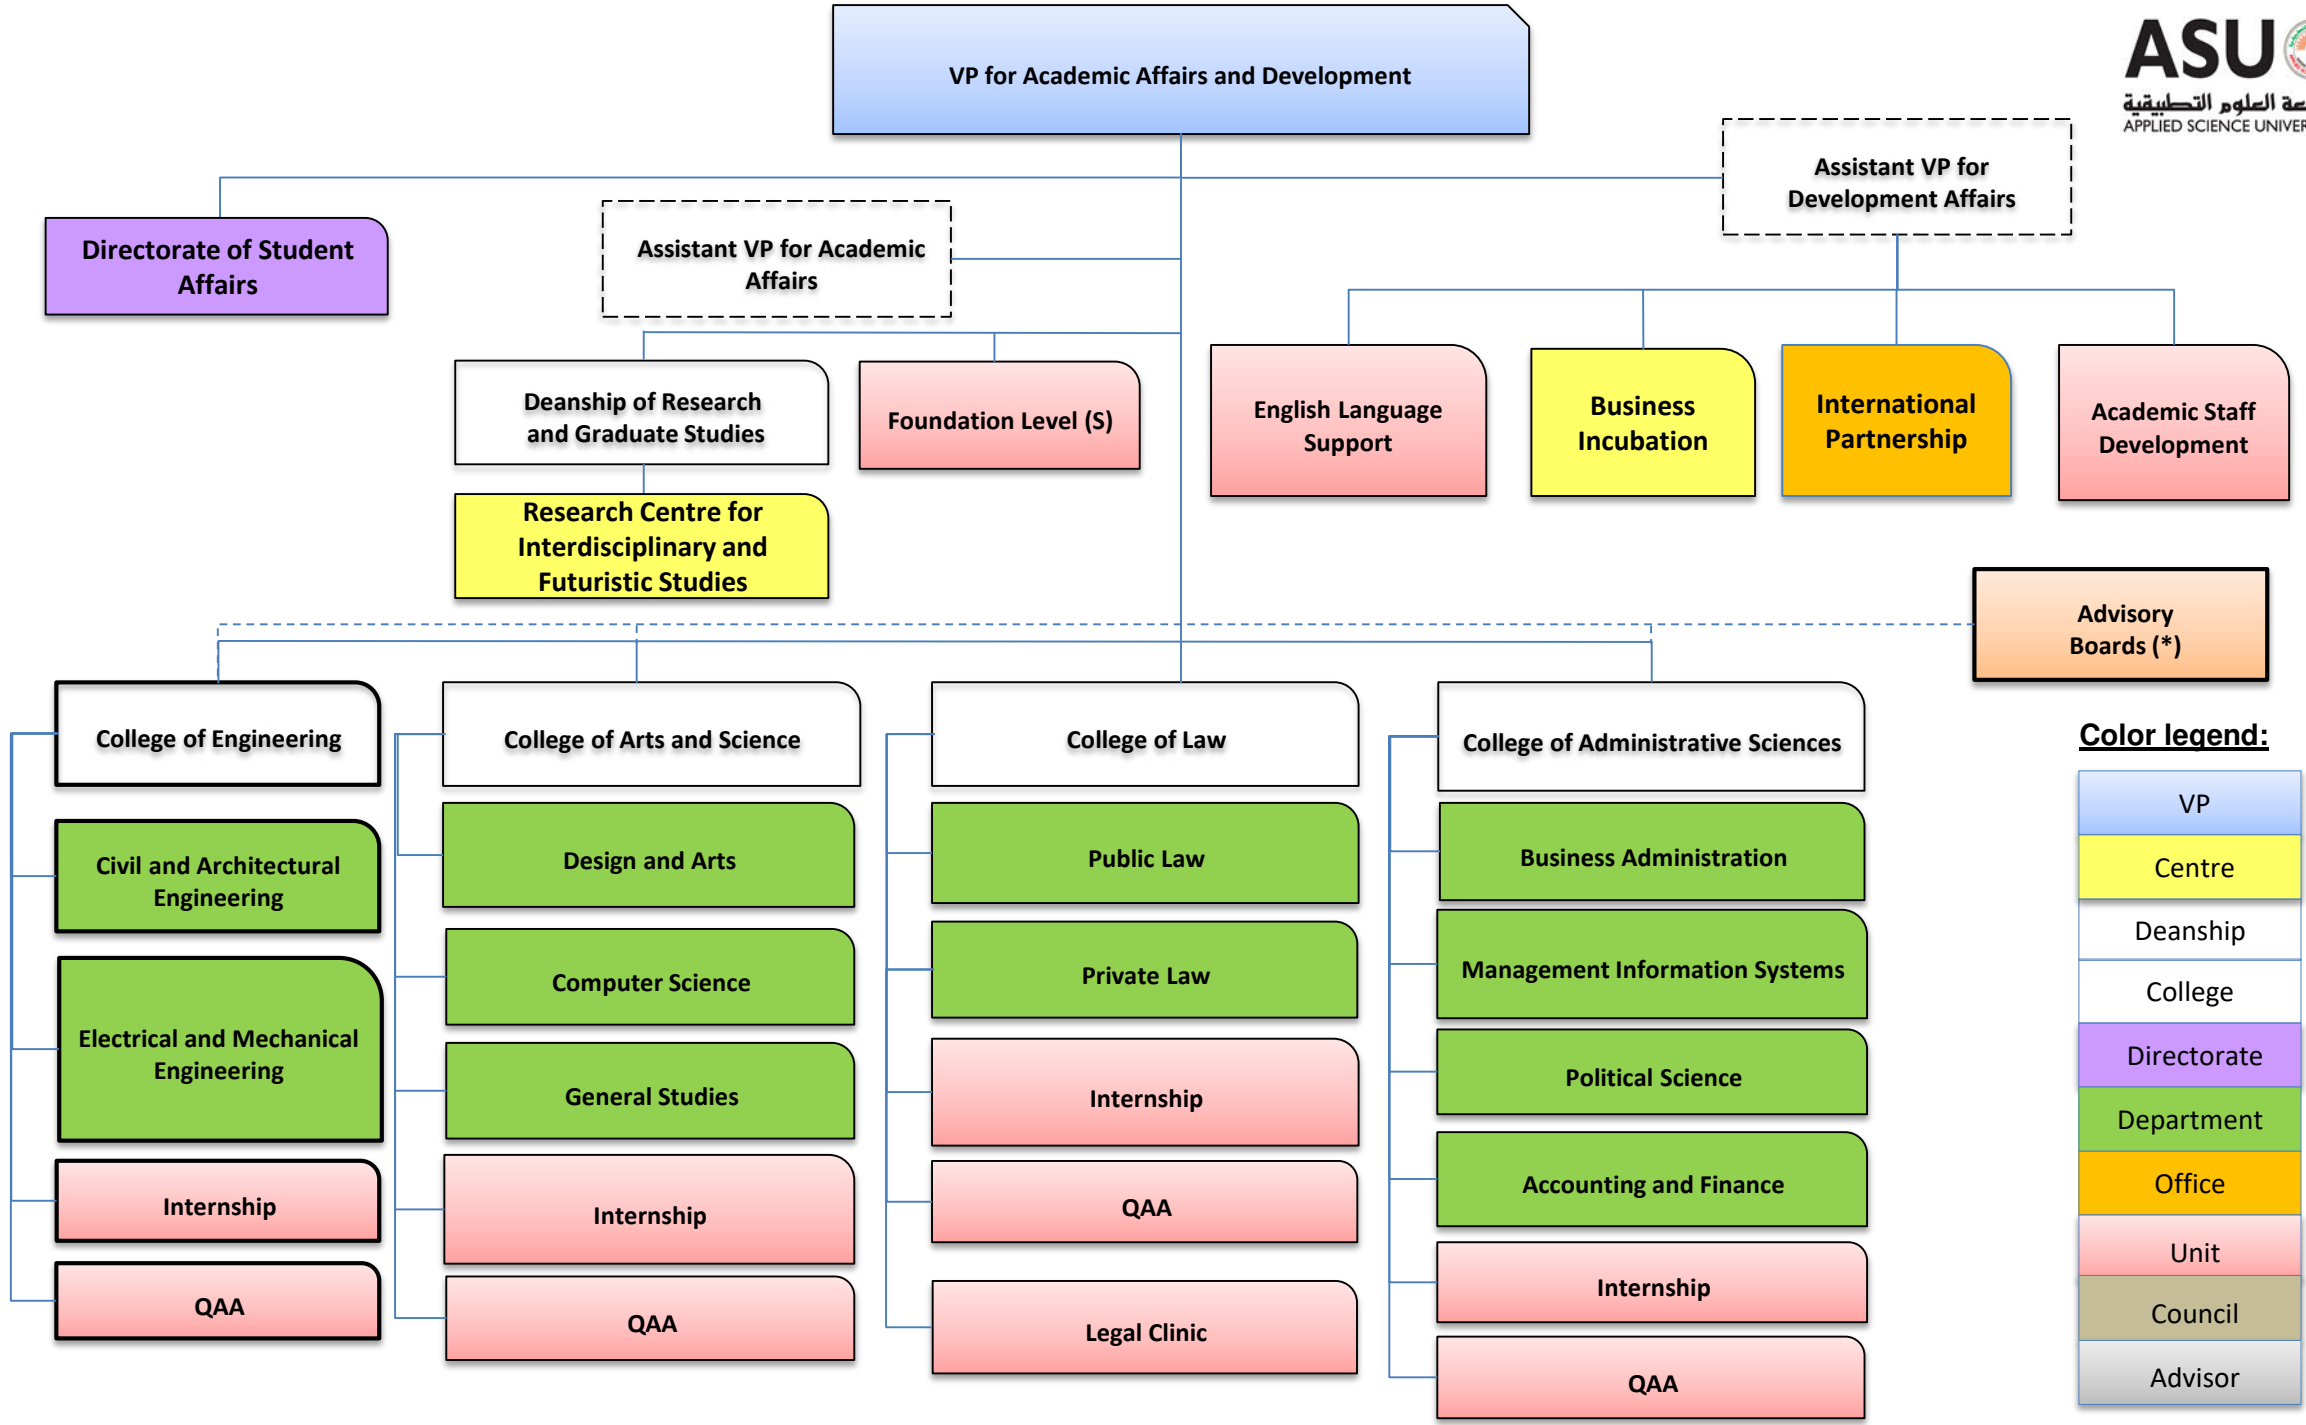 VP for Academic Affairs and Development
ASU
عة العلوم التطبيقية
APPLIED SCIENCE UNIVER
Assistant VP for
Development Affairs
Directorate of Student
Affairs
Assistant VP for Academic
Affairs
Deanship of Research
and Graduate Studies
Foundation Level (S)
English Language
Support
Business
Incubation
International
Partnership
Academic Staff
Development
Research Centre for
Interdisciplinary and
Futuristic Studies
Advisory
Boards (*)
College of Engineering
Civil and Architectural
Engineering
Electrical and Mechanical
Engineering
Internship
QAA
College of Arts and Science
Design and Arts
Computer Science
General Studies
Internship
QAA
College of Law
Public Law
Private Law
Internship
QAA
Legal Clinic
College of Administrative Sciences
Business Administration
Management Information Systems
Political Science
Accounting and Finance
Internship
QAA
Color legend:
VP
Centre
Deanship
College
Directorate
Department
Office
Unit
Council
Advisor